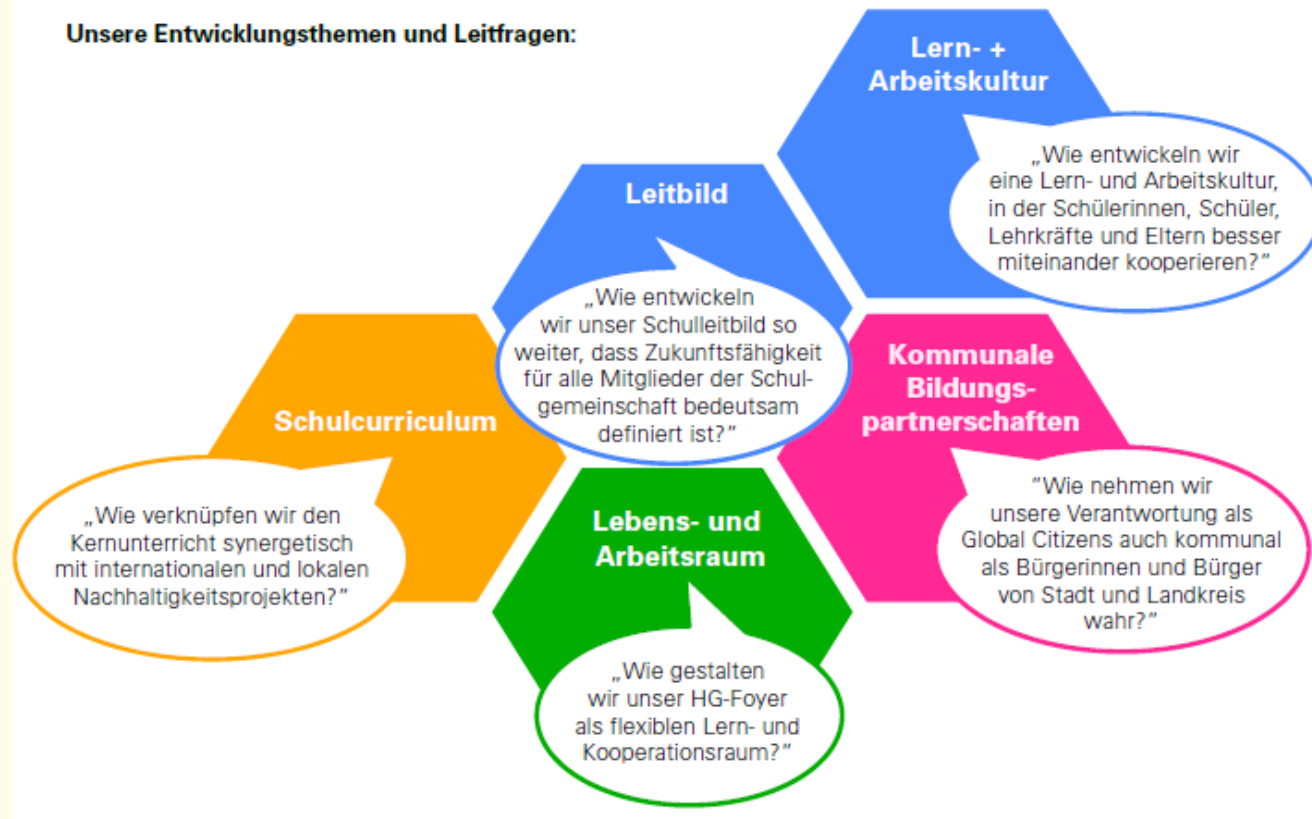 Unsere Entwicklungsthemen und Leitfragen:
Lern- +
Arbeitskultur
„Wie entwickeln wir
eine Lern- und Arbeitskultur,
in der Schülerinnen, Schüler,
Lehrkräfte und Eltern besser
miteinander kooperieren?”
Leitbild
„Wie entwickeln
wir unser Schulleitbild so
weiter, dass Zukunftsfähigkeit
für alle Mitglieder der Schul-
gemeinschaft bedeutsam
definiert ist?”
Schulcurriculum
„Wie verknüpfen wir den
Kernunterricht synergetisch
mit internationalen und lokalen
Nachhaltigkeitsprojekten?”
Kommunale
Bildungs-
partnerschaften
”Wie nehmen wir
unsere Verantwortung als
Global Citizens auch kommunal
als Bürgerinnen und Bürger
von Stadt und Landkreis
wahr?”
Lebens- und
Arbeitsraum
„Wie gestalten
wir unser HG-Foyer
als flexiblen Lern- und
Kooperationsraum?”